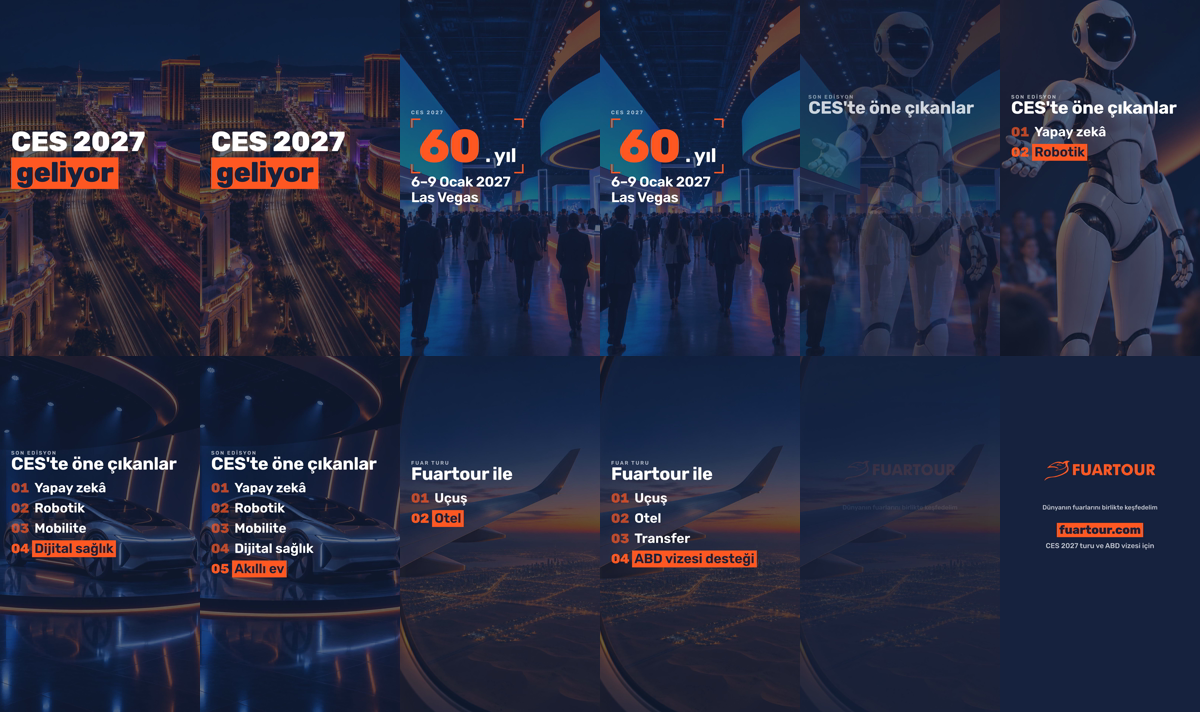 CES 2027
geliyor
CES 2027
geliyor
CES 2027
60. yıl
6–9 Ocak 2027
Las Vegas
CES 2027
60. yıl
6–9 Ocak 2027
Las Vegas
SON EDİSYON
CES'te öne çıkanlar
SON EDİSYON
CES'te öne çıkanlar
01 Yapay zekâ
02 Robotik
SON EDİSYON
CES'te öne çıkanlar
01 Yapay zekâ
02 Robotik
03 Mobilite
04 Dijital sağlık
SON EDİSYON
CES'te öne çıkanlar
01 Yapay zekâ
02 Robotik
03 Mobilite
04 Dijital sağlık
05 Akıllı ev
FUAR TURU
Fuartour ile
01 Uçuş
02 Otel
FUAR TURU
Fuartour ile
01 Uçuş
02 Otel
03 Transfer
04 ABD vizesi desteği
FUARTOUR
Dünyanın fuarlarını birlikte keşfedelim
FUARTOUR
Dünyanın fuarlarını birlikte keşfedelim
fuartour.com
CES 2027 turu ve ABD vizesi için